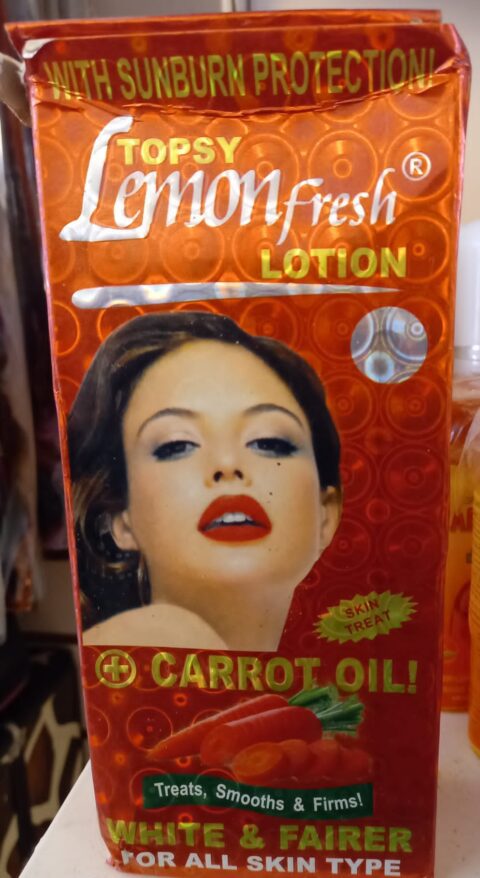 WITH SUNBURN PROTECTION!
TOPSY
Lemon fresh ®
LOTION
SKIN
TREAT
+ CARROT OIL!
Treats, Smooths & Firms!
WHITE & FAIRER
FOR ALL SKIN TYPE